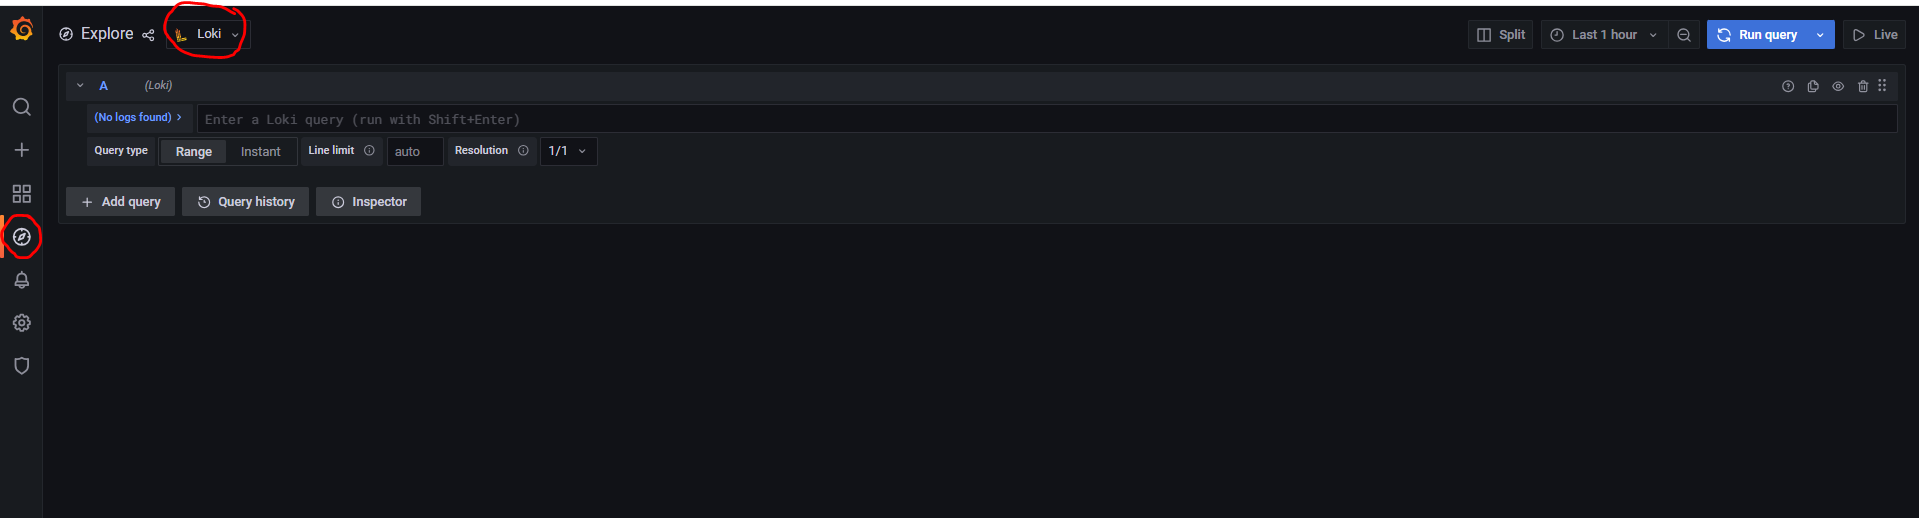 Explore Loki Split Last 1 hour Run query Live
A (Loki)
(No logs found) > Enter a Loki query (run with Shift+Enter)
Query type Range Instant Line limit auto Resolution 1/1
+ Add query Query history Inspector